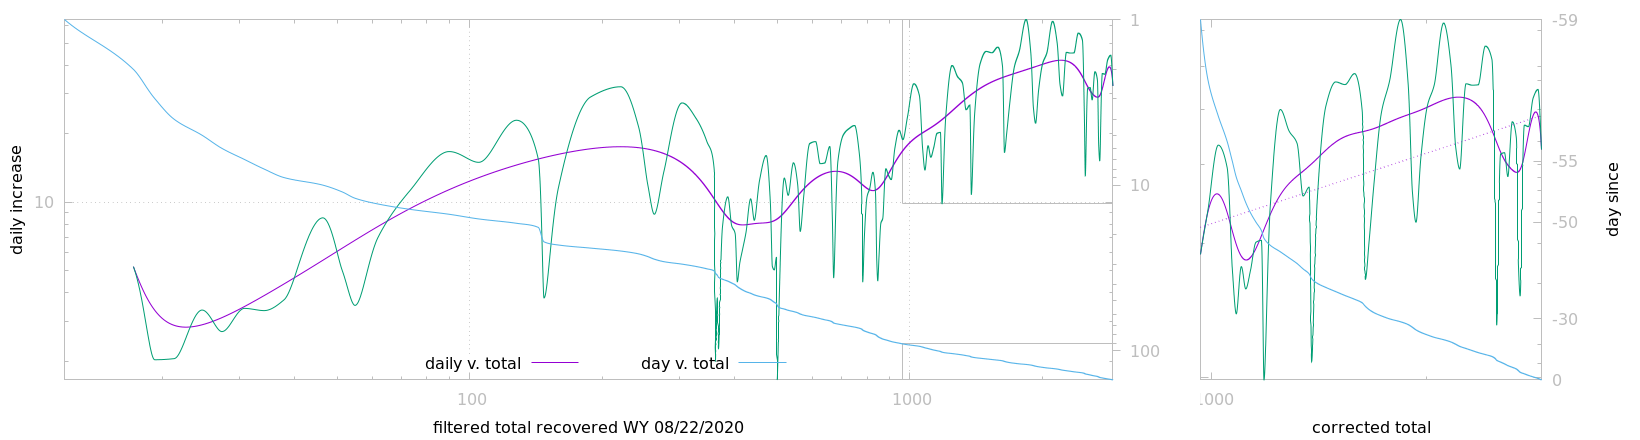 daily increase
10
daily v. total
day v. total
100
1000
filtered total recovered WY 08/22/2020
1
10
100
-59
-55
-50
-30
0
day since
1000
corrected total